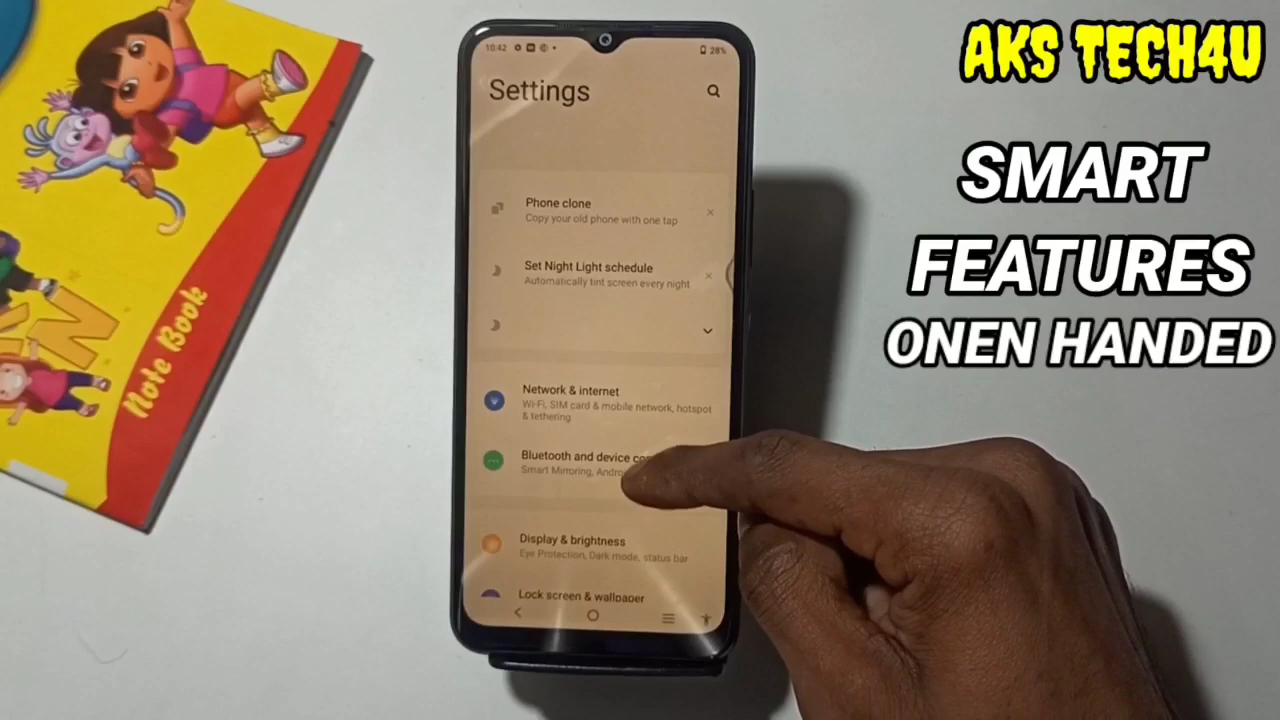 AKS TECH4U
SMART
FEATURES
ONEN HANDED
10:42
28%
Settings
Phone clone
Copy your old phone with one tap
Set Night Light schedule
Automatically tint screen every night
Network & internet
Wi-Fi, SIM card & mobile network, hotspot
& tethering
Bluetooth and device
Smart Mirroring,
Display & brightness
Eye Protection, Dark mode, status bar
Lock screen & wallpaper
Note Book